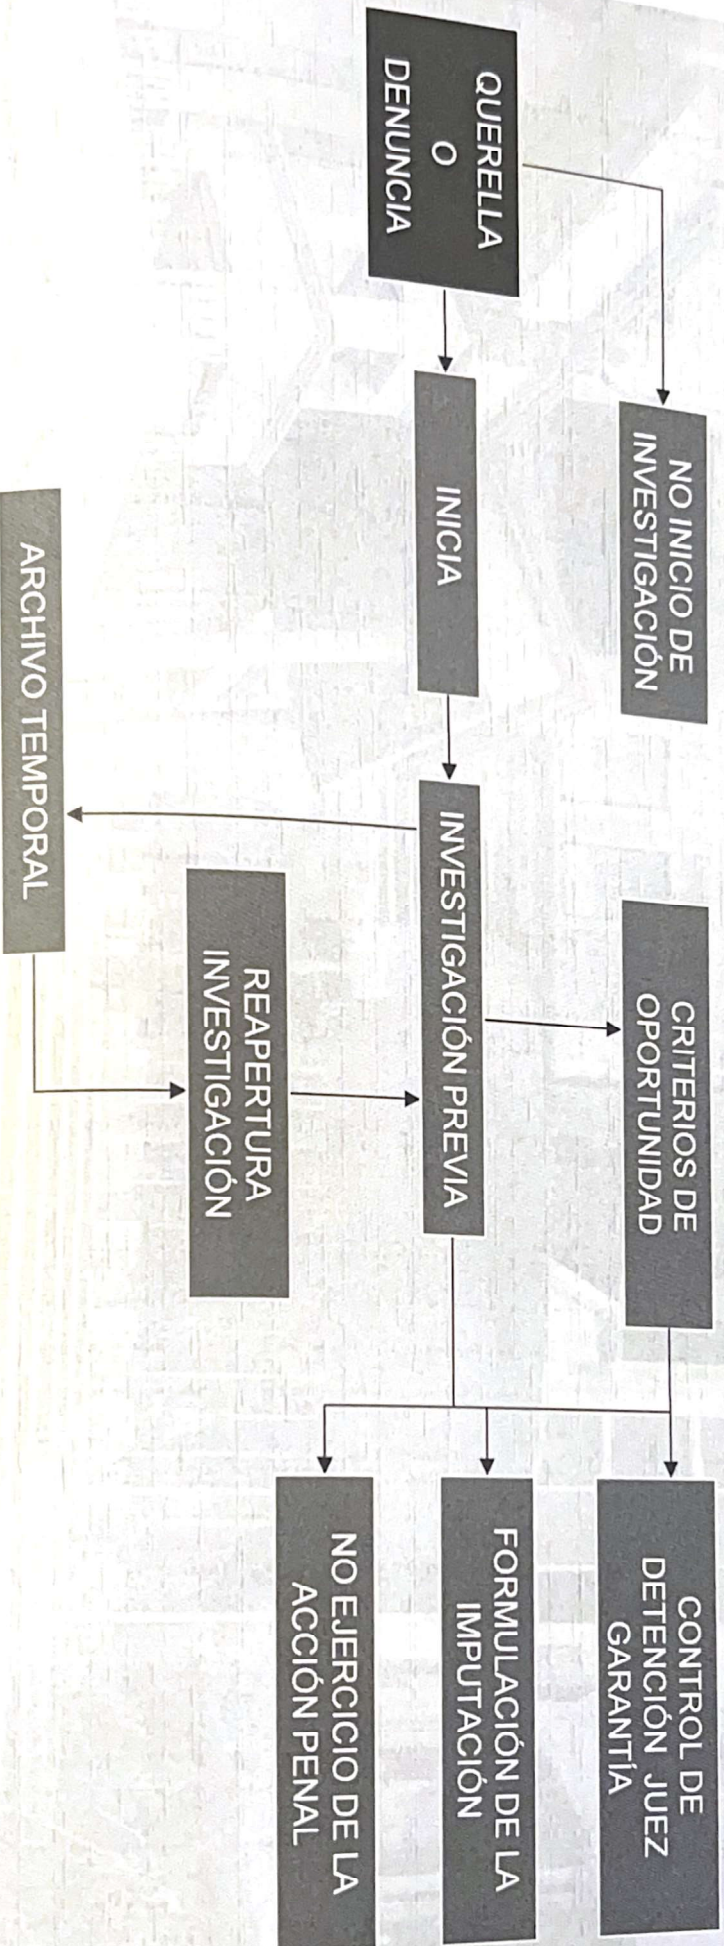 QUERELLA
O
DENUNCIA
NO INICIO DE
INVESTIGACIÓN
INICIA
INVESTIGACIÓN PREVIA
CRITERIOS DE
OPORTUNIDAD
ARCHIVO TEMPORAL
REAPERTURA
INVESTIGACIÓN
CONTROL DE
DETENCIÓN JUEZ
GARANTÍA
FORMULACIÓN DE LA
IMPUTACIÓN
NO EJERCICIO DE LA
ACCIÓN PENAL